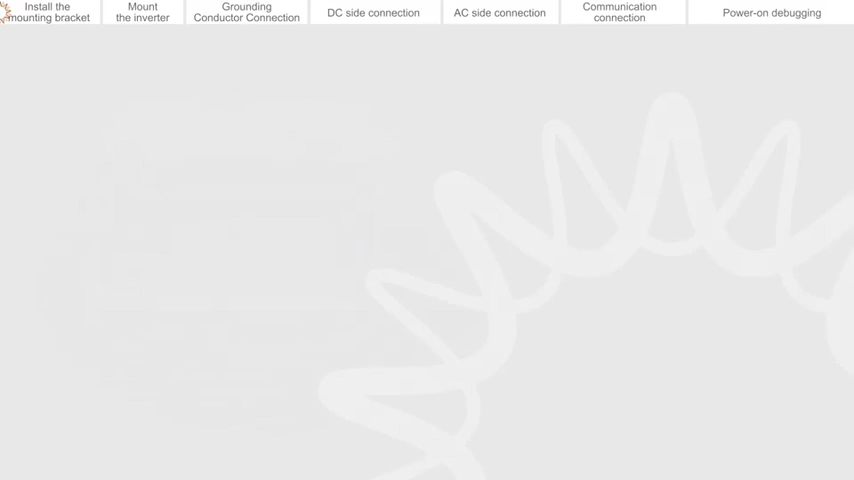 Install the
mounting bracket
Mount
the inverter
Grounding
Conductor Connection
DC side connection
AC side connection
Communication
connection
Power-on debugging